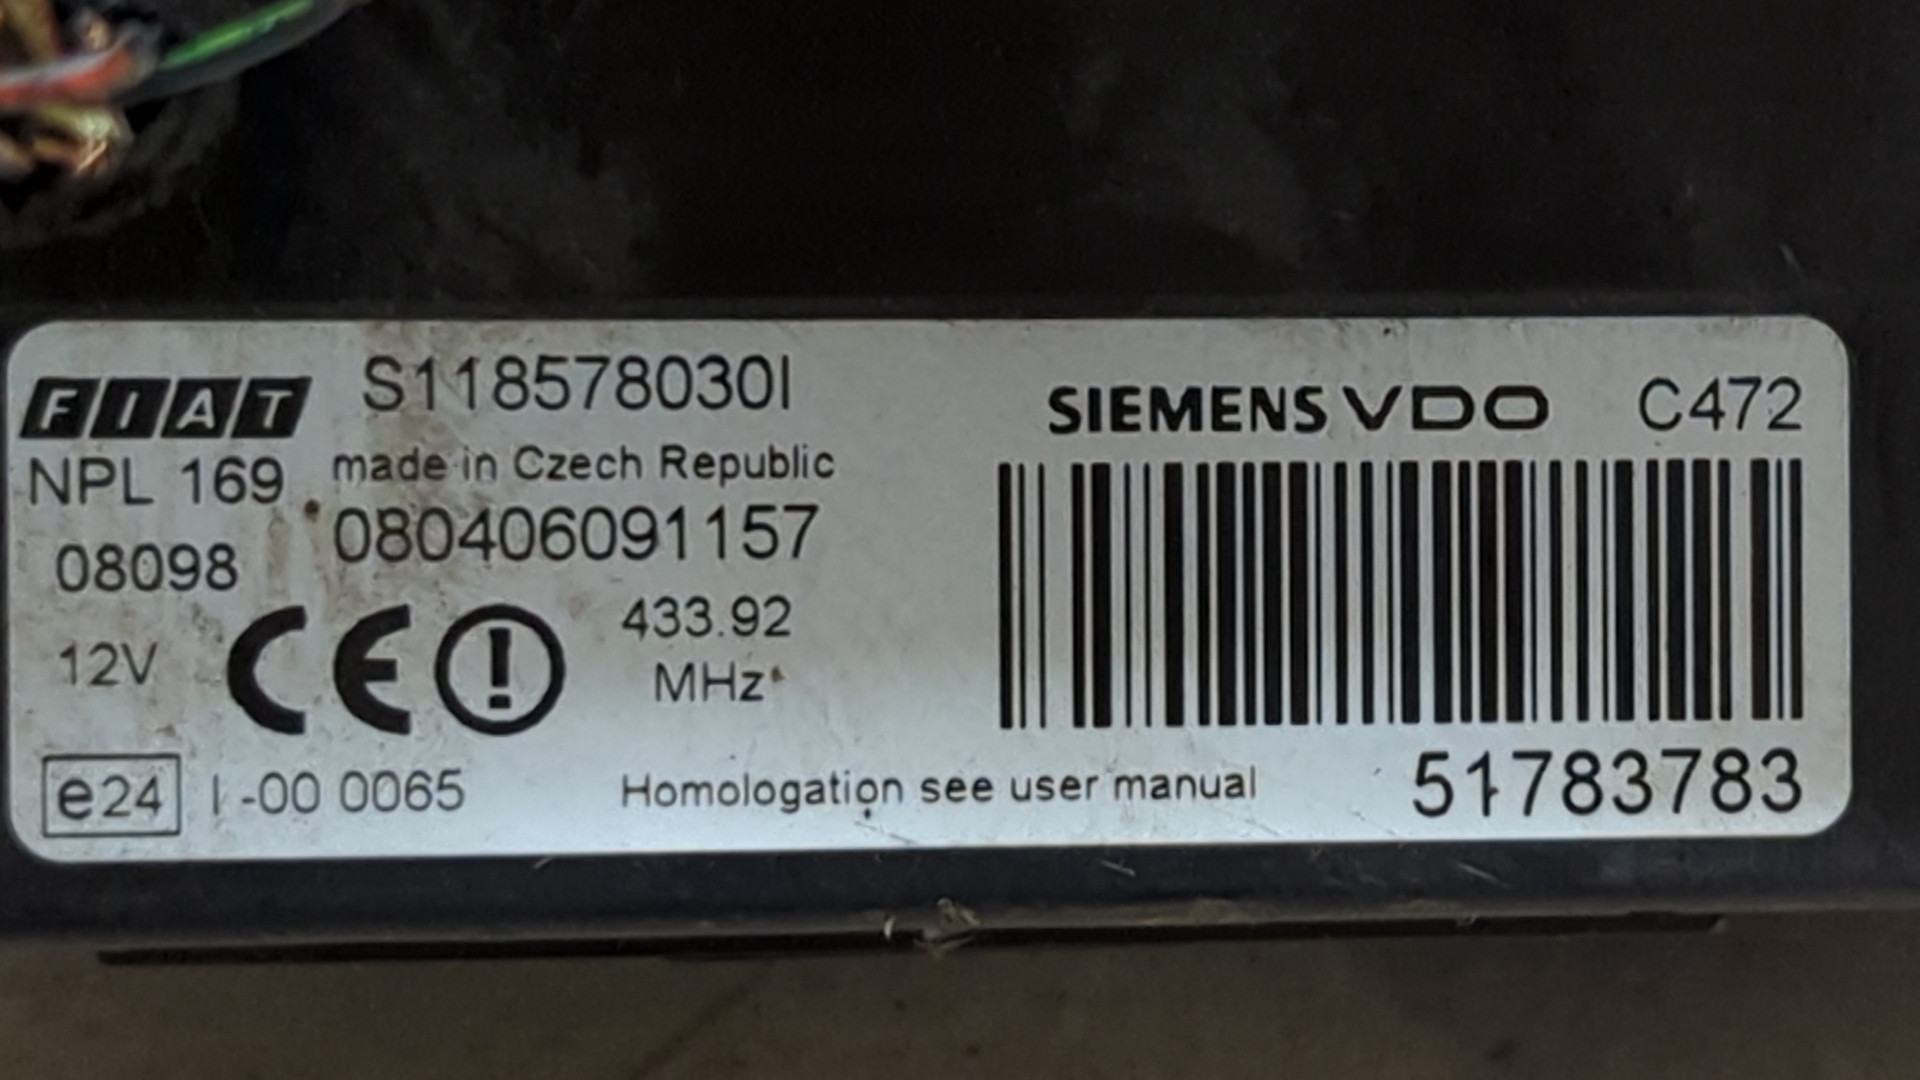 FIAT S118578030I
SIEMENS VDO C472
NPL 169 made in Czech Republic
08098 080406091157
12V CE 433.92
MHz
e24 I-00 0065 Homologation see user manual 51783783